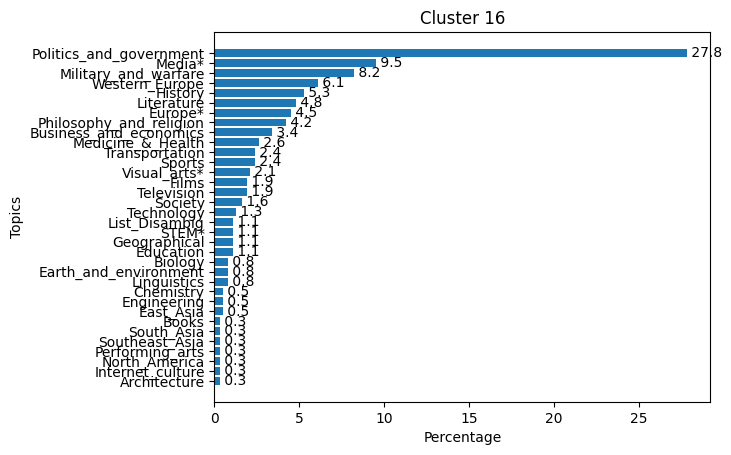 Cluster 16
Politics_and_government 27.8
Media* 9.5
Military_and_warfare 8.2
Western_Europe 6.1
History 5.3
Literature 4.8
Europe* 4.5
Philosophy_and_religion 4.2
Business_and_economics 3.4
Medicine_&_Health 2.6
Transportation 2.4
Sports 2.4
Visual_arts* 2.1
Films 1.9
Television 1.9
Society 1.6
Technology 1.3
List_Disambig 1.1
STEM* 1.1
Geographical 1.1
Education 1.1
Biology 0.8
Earth_and_environment 0.8
Linguistics 0.8
Chemistry 0.5
Engineering 0.5
East_Asia 0.5
Books 0.3
South_Asia 0.3
Southeast_Asia 0.3
Performing_arts 0.3
North_America 0.3
Internet_culture 0.3
Architecture 0.3
Topics
0 5 10 15 20 25
Percentage